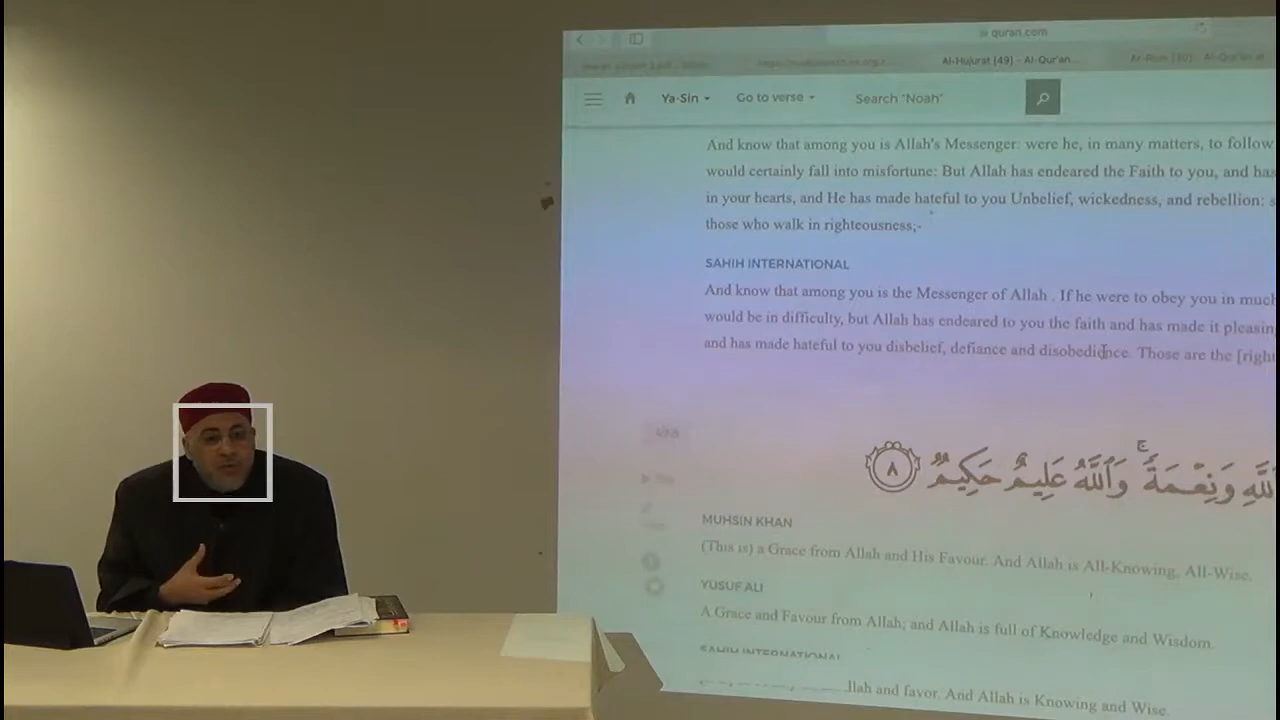 quran.com
Al-Hujurat [49] - Al-Qur'an...
Ya-Sin
Go to verse
Search "Noah"
And know that among you is Allah's Messenger: were he, in many matters, to follow
would certainly fall into misfortune: But Allah has endeared the Faith to you, and has
in your hearts, and He has made hateful to you Unbelief, wickedness, and rebellion:
those who walk in righteousness;-
SAHIH INTERNATIONAL
And know that among you is the Messenger of Allah . If he were to obey you in much
would be in difficulty, but Allah has endeared to you the faith and has made it pleasin
and has made hateful to you disbelief, defiance and disobedience. Those are the [right
49:8
للَّهِ وَنِعْمَةً ۚ وَٱللَّهُ عَلِيمٌ حَكِيمٌ ٨
MUHSIN KHAN
(This is) a Grace from Allah and His Favour. And Allah is All-Knowing, All-Wise.
YUSUF ALI
A Grace and Favour from Allah; and Allah is full of Knowledge and Wisdom.
SAHIH INTERNATIONAL
llah and favor. And Allah is Knowing and Wise.